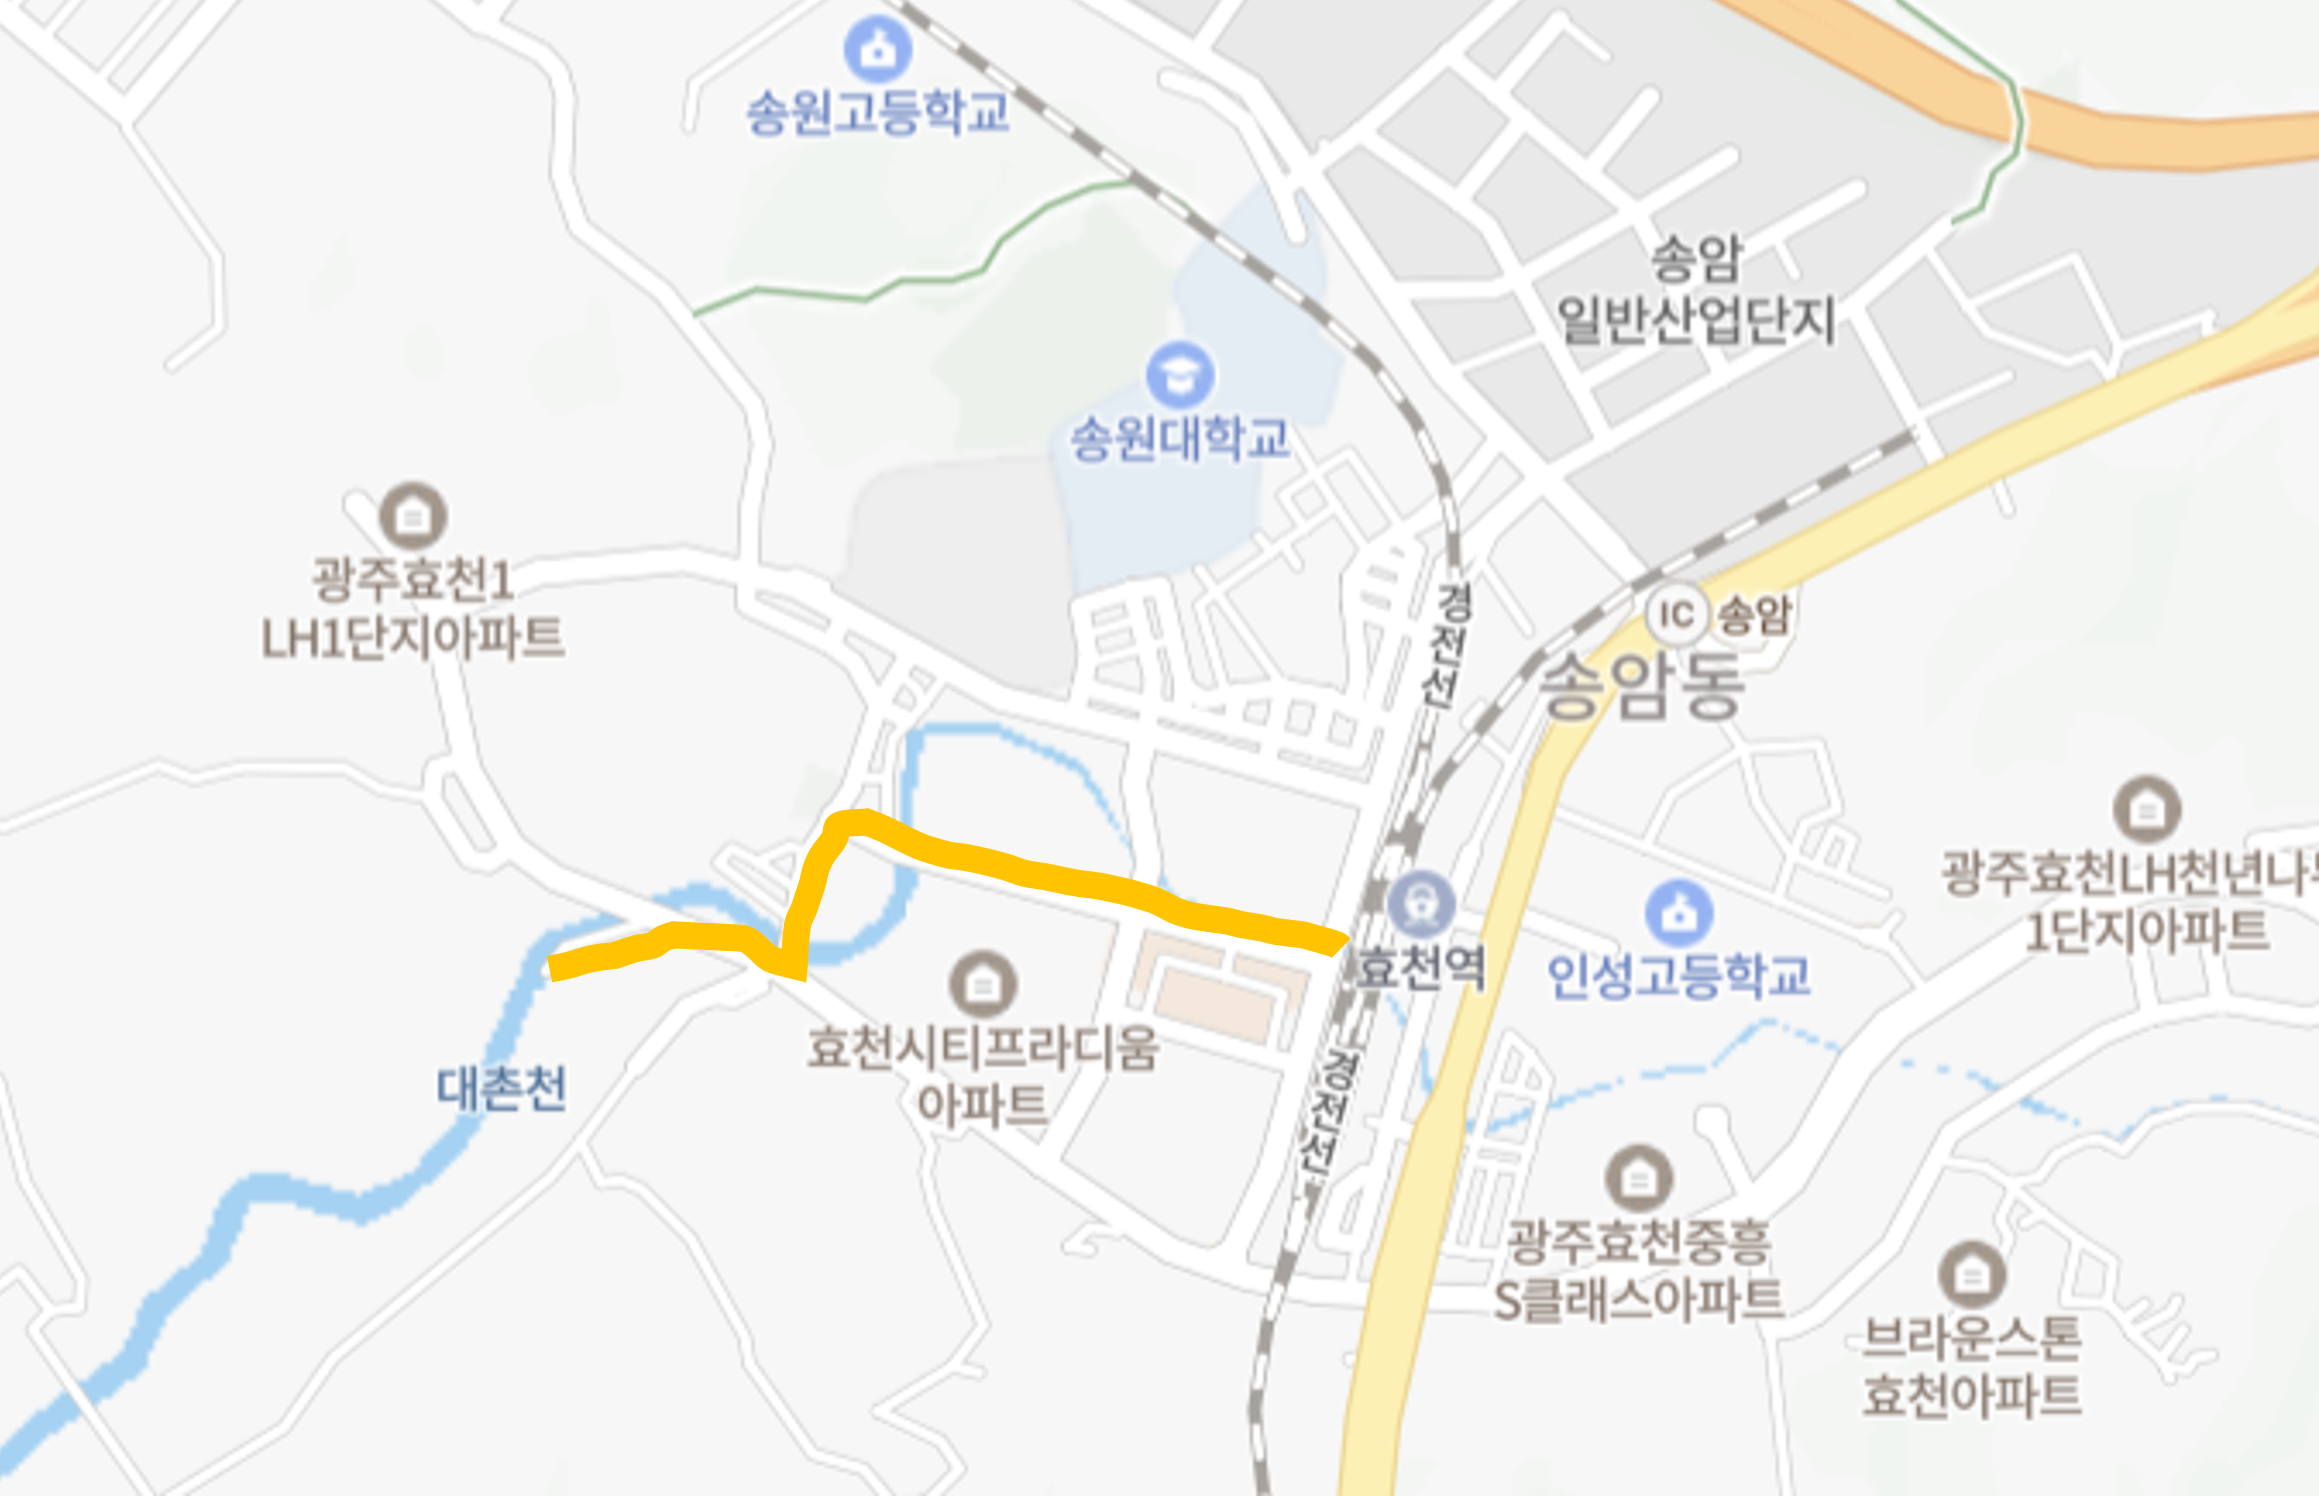 송원고등학교
송암
일반산업단지
송원대학교
광주효천1
LH1단지아파트
경전선
IC
송암
송암동
광주효천LH천년나무
1단지아파트
효천역
인성고등학교
효천시티프라디움
아파트
대촌천
경전선
광주효천중흥
S클래스아파트
브라운스톤
효천아파트